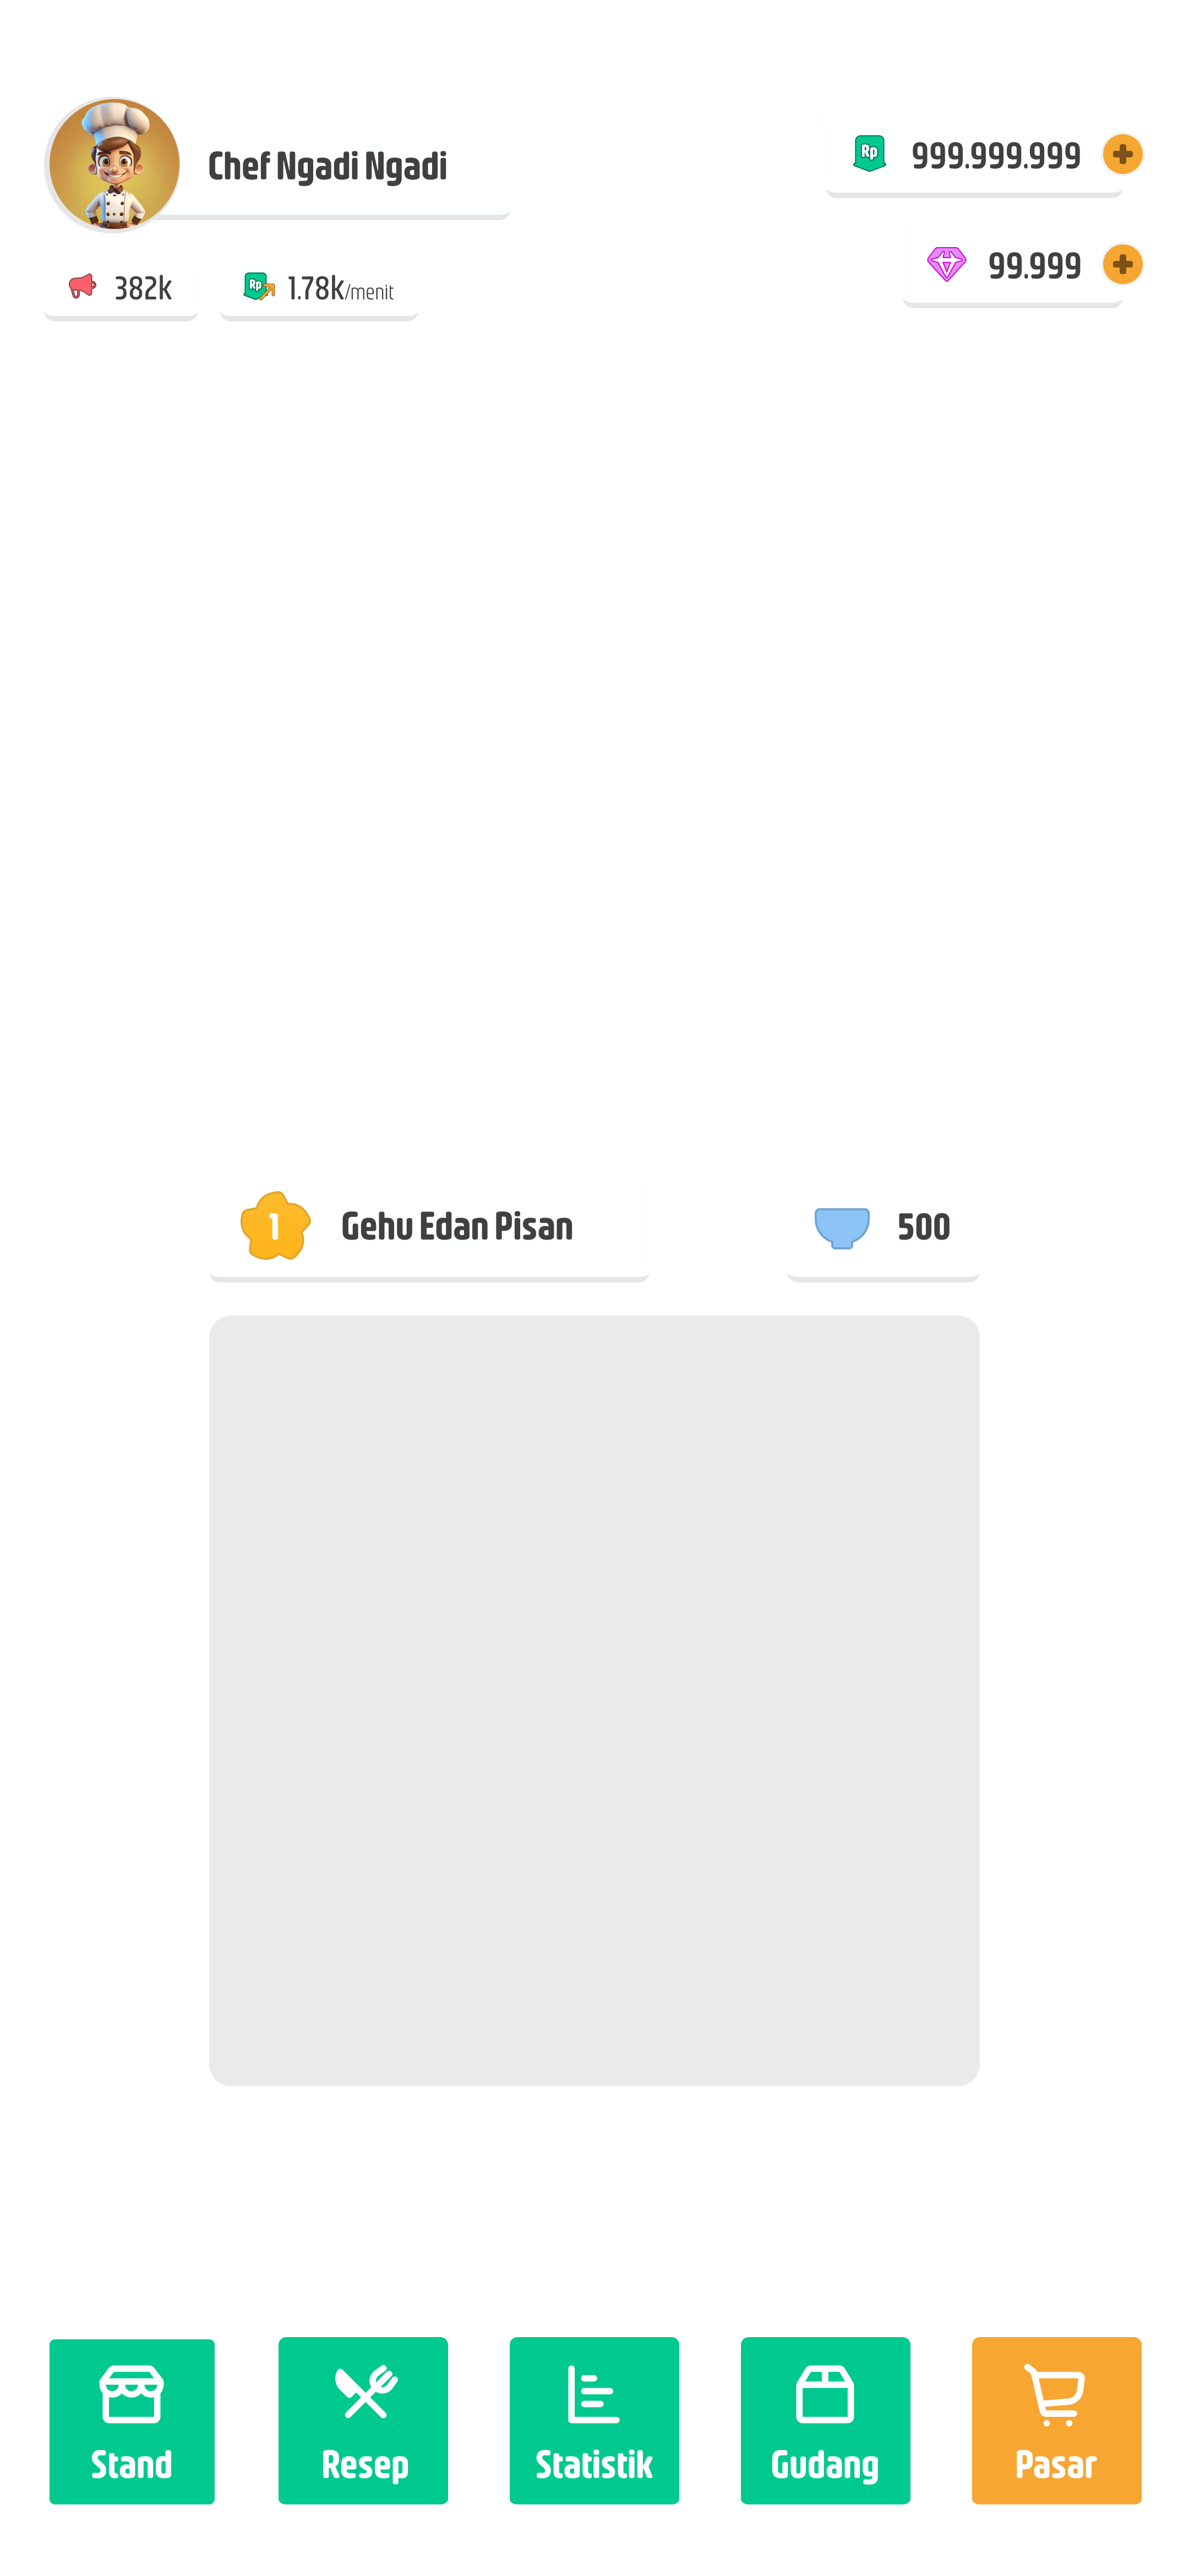 Chef Ngadi Ngadi
Rp 999.999.999
99.999
382k
Rp 1.78k/menit
1 Gehu Edan Pisan
500
Stand
Resep
Statistik
Gudang
Pasar